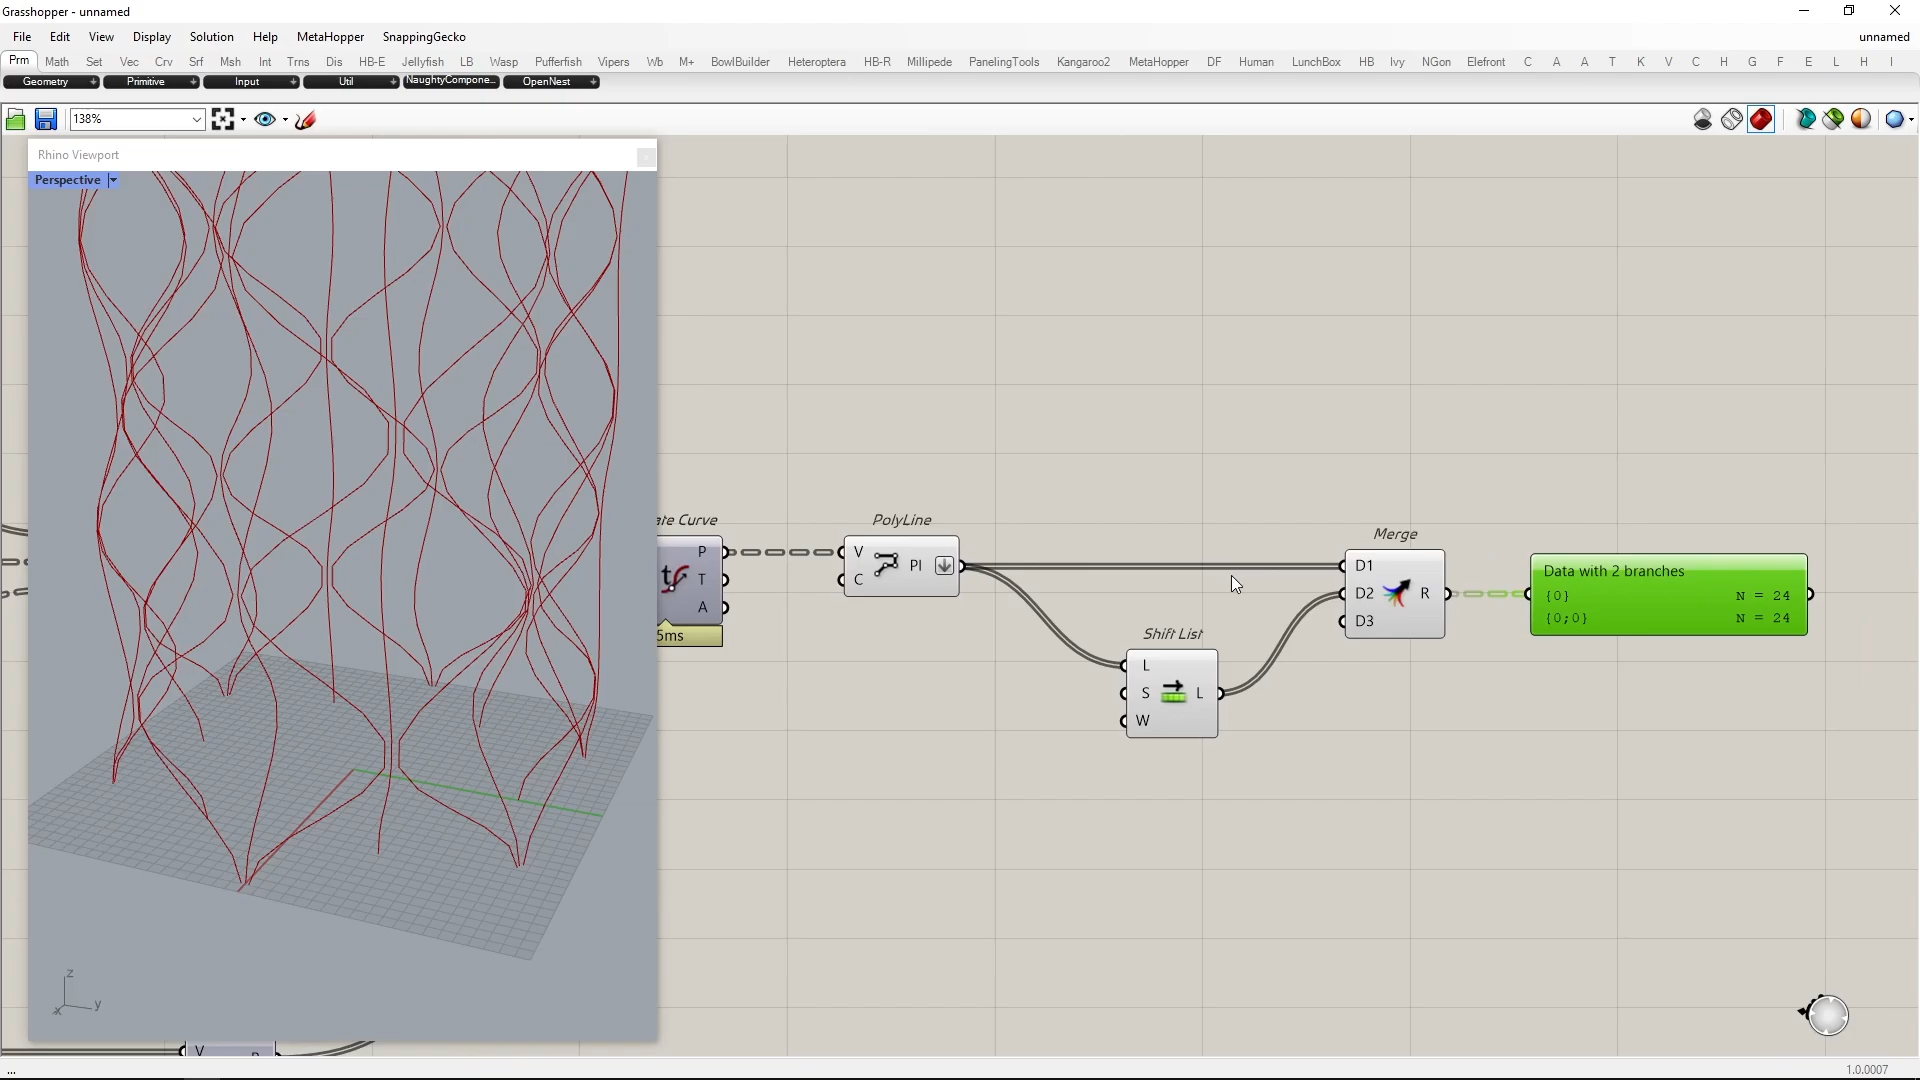 Grasshopper - unnamed
File Edit View Display Solution Help MetaHopper SnappingGecko unnamed
Prm Math Set Vec Crv Srf Msh Int Trns Dis HB-E Jellyfish LB Wasp Pufferfish Vipers Wb M+ BowlBuilder Heteroptera HB-R Millipede PanelingTools Kangaroo2 MetaHopper DF Human LunchBox HB Ivy NGon Elefront C A A T K V C H G F E L H I
Geometry Primitive Input Util NaughtyCompone... OpenNest
138%
Rhino Viewport
Perspective
z
x y
ate Curve
P
T
A
5ms
PolyLine
V Pl
C
Shift List
L
S L
W
Merge
D1
D2 R
D3
Data with 2 branches
{0} N = 24
{0;0} N = 24
V
... 1.0.0007